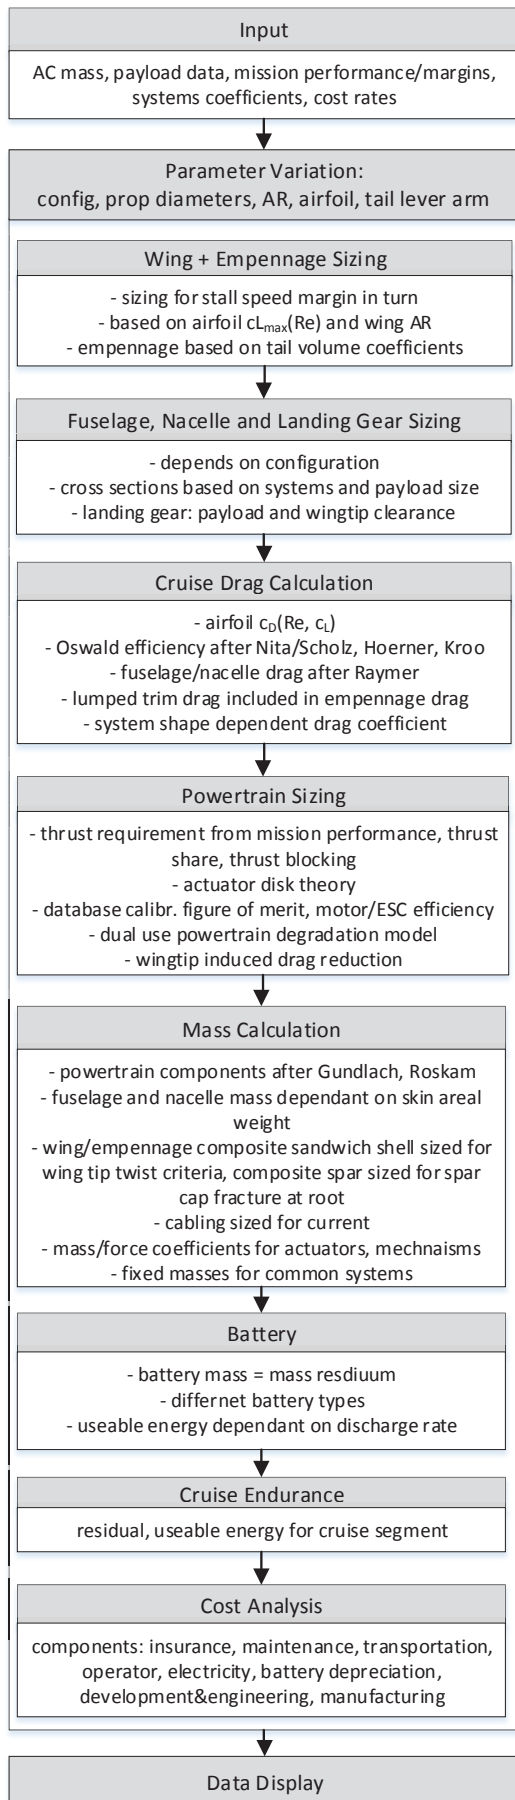 Input
AC mass, payload data, mission performance/margins,
systems coefficients, cost rates
Parameter Variation:
config, prop diameters, AR, airfoil, tail lever arm
Wing + Empennage Sizing
- sizing for stall speed margin in turn
- based on airfoil cLmax(Re) and wing AR
- empennage based on tail volume coefficients
Fuselage, Nacelle and Landing Gear Sizing
- depends on configuration
- cross sections based on systems and payload size
- landing gear: payload and wingtip clearance
Cruise Drag Calculation
- airfoil cD(Re, cL)
- Oswald efficiency after Nita/Scholz, Hoerner, Kroo
- fuselage/nacelle drag after Raymer
- lumped trim drag included in empennage drag
- system shape dependent drag coefficient
Powertrain Sizing
- thrust requirement from mission performance, thrust
share, thrust blocking
- actuator disk theory
- database calibr. figure of merit, motor/ESC efficiency
- dual use powertrain degradation model
- wingtip induced drag reduction
Mass Calculation
- powertrain components after Gundlach, Roskam
- fuselage and nacelle mass dependant on skin areal
weight
- wing/empennage composite sandwich shell sized for
wing tip twist criteria, composite spar sized for spar
cap fracture at root
- cabling sized for current
- mass/force coefficients for actuators, mechnaisms
- fixed masses for common systems
Battery
- battery mass = mass resdiuum
- differnet battery types
- useable energy dependant on discharge rate
Cruise Endurance
residual, useable energy for cruise segment
Cost Analysis
components: insurance, maintenance, transportation,
operator, electricity, battery depreciation,
development&engineering, manufacturing
Data Display